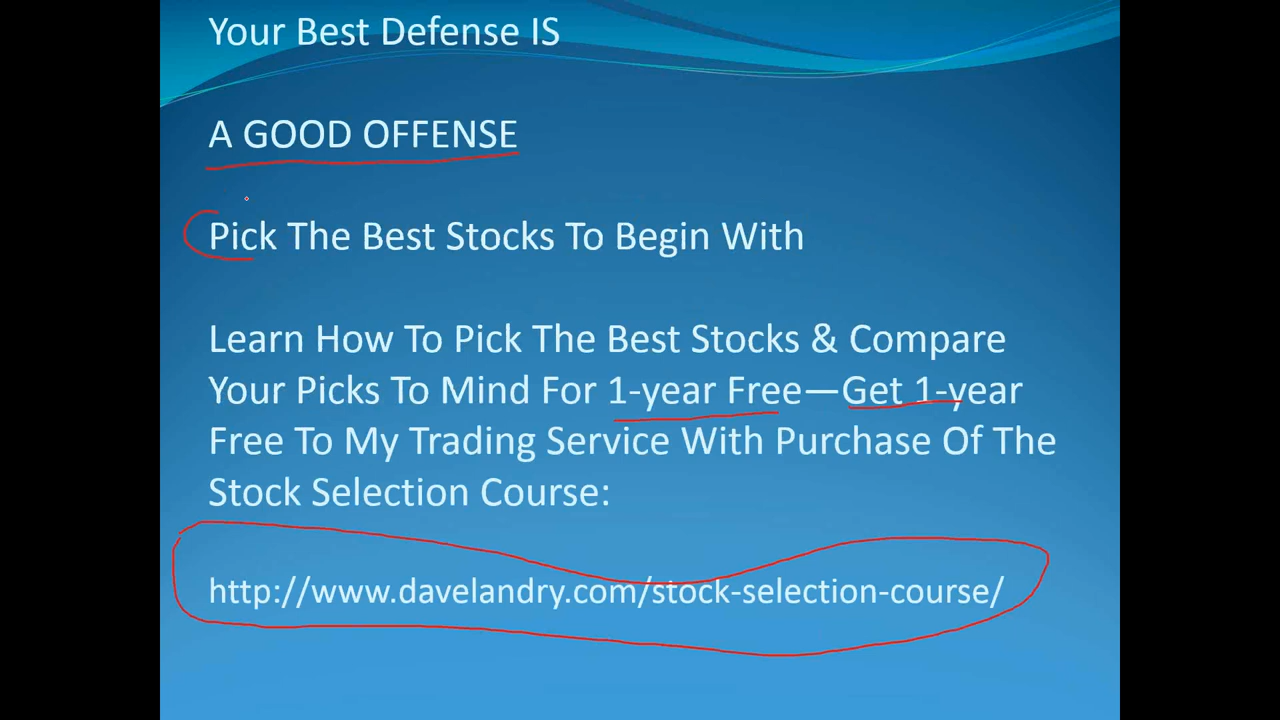 Your Best Defense IS
A GOOD OFFENSE
Pick The Best Stocks To Begin With
Learn How To Pick The Best Stocks & Compare
Your Picks To Mind For 1-year Free—Get 1-year
Free To My Trading Service With Purchase Of The
Stock Selection Course:
http://www.davelandry.com/stock-selection-course/